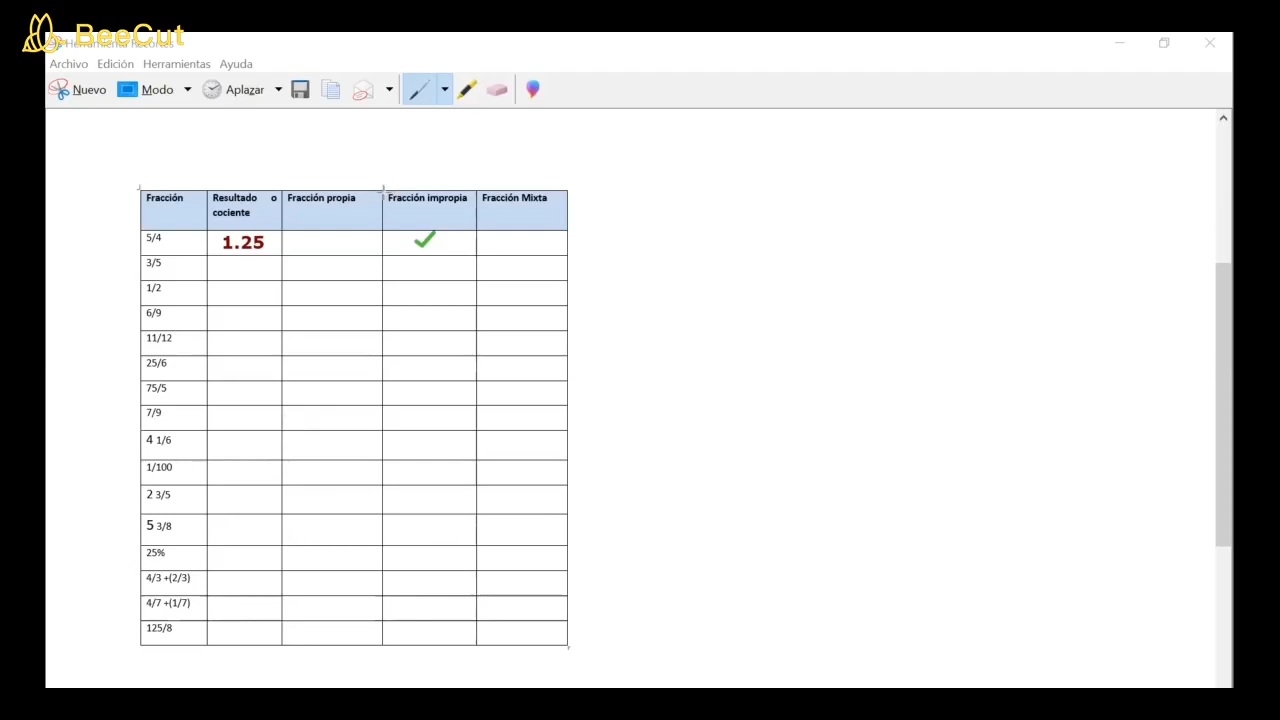 BeeCut
Herramienta Recortes
Archivo Edición Herramientas Ayuda
Nuevo Modo Aplazar
Fracción Resultado o cociente Fracción propia Fracción impropia Fracción Mixta
5/4 1.25 ✓
3/5
1/2
6/9
11/12
25/6
75/5
7/9
4 1/6
1/100
2 3/5
5 3/8
25%
4/3 +(2/3)
4/7 +(1/7)
125/8